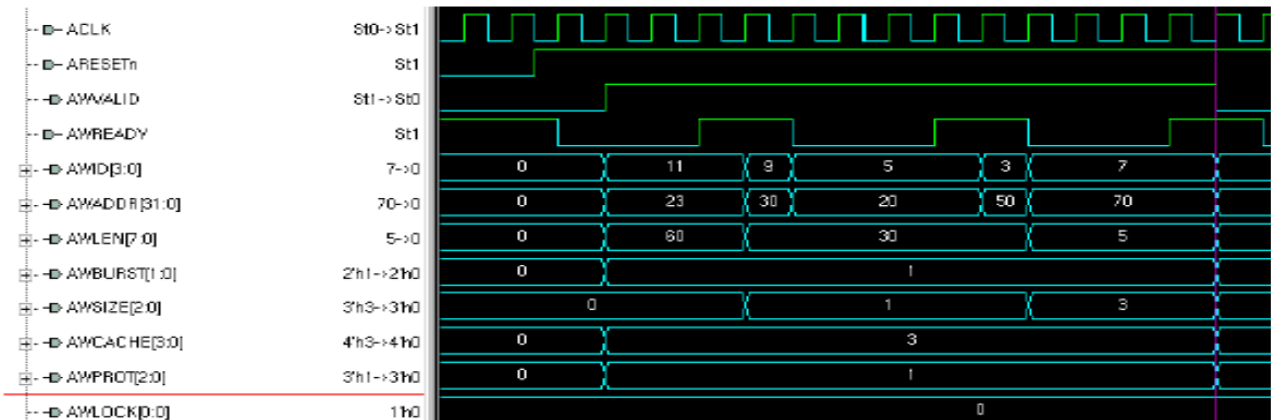 ACLK St0->St1
ARESETn St1
AWVALID St1->St0
AWREADY St1
AWID[3:0] 7->0 0 11 9 5 3 7
AWADDR[31:0] 70->0 0 23 30 20 50 70
AWLEN[7:0] 5->0 0 60 30 5
AWBURST[1:0] 2'h1->2'h0 0 1
AWSIZE[2:0] 3'h3->3'h0 0 1 3
AWCACHE[3:0] 4'h3->4'h0 0 3
AWPROT[2:0] 3'h1->3'h0 0 1
AWLOCK[0:0] 1'h0 0